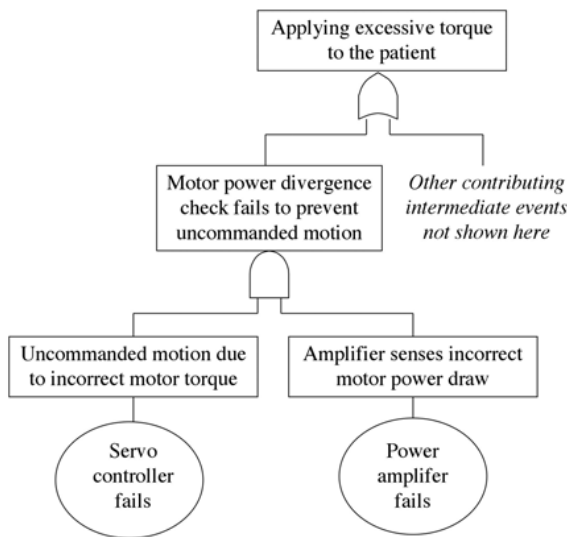 Applying excessive torque
to the patient
Motor power divergence
check fails to prevent
uncommanded motion
Other contributing
intermediate events
not shown here
Uncommanded motion due
to incorrect motor torque
Amplifier senses incorrect
motor power draw
Servo
controller
fails
Power
amplifer
fails